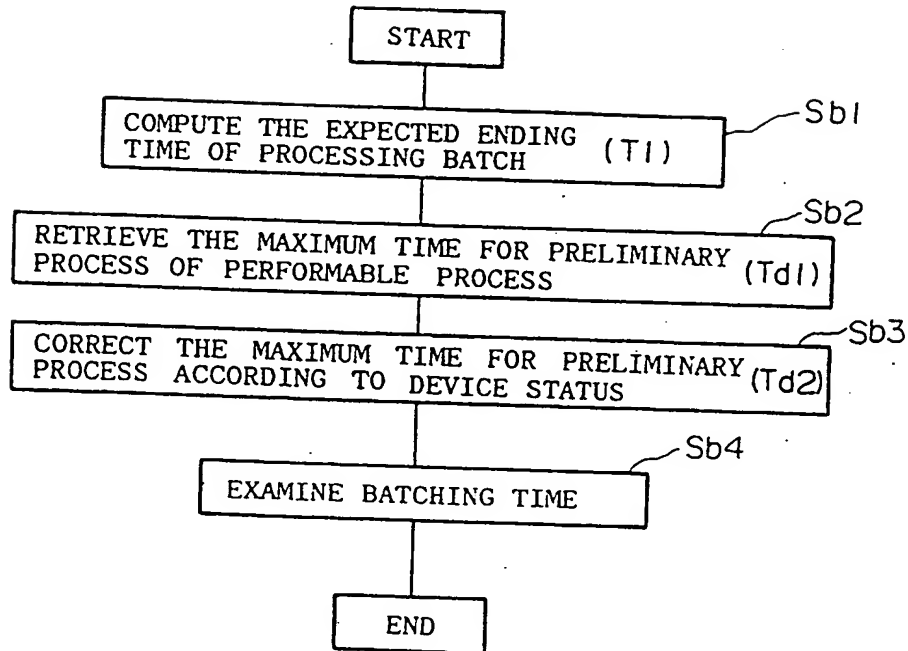 START
Sb1
COMPUTE THE EXPECTED ENDING
TIME OF PROCESSING BATCH (T1)
Sb2
RETRIEVE THE MAXIMUM TIME FOR PRELIMINARY
PROCESS OF PERFORMABLE PROCESS (Td1)
Sb3
CORRECT THE MAXIMUM TIME FOR PRELIMINARY
PROCESS ACCORDING TO DEVICE STATUS (Td2)
Sb4
EXAMINE BATCHING TIME
END